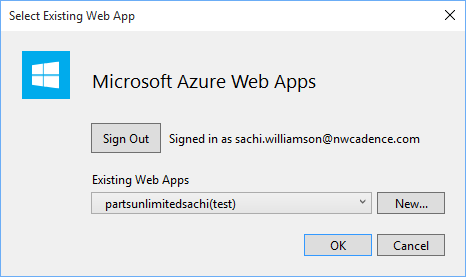 Select Existing Web App
Microsoft Azure Web Apps
Sign Out Signed in as sachi.williamson@nwcadence.com
Existing Web Apps
partsunlimitedsachi(test) New...
OK Cancel